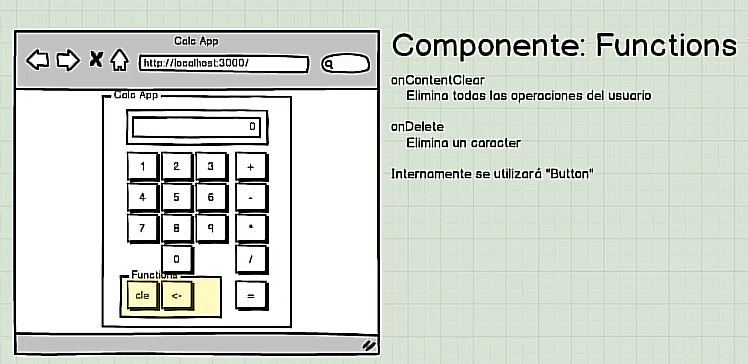 Calc App
http://localhost:3000/
Calc App
0
1 2 3 +
4 5 6 -
7 8 9 *
0 /
Functions
cle <- =
Componente: Functions
onContentClear
Elimina todas las operaciones del usuario
onDelete
Elimina un caracter
Internamente se utilizará "Button"